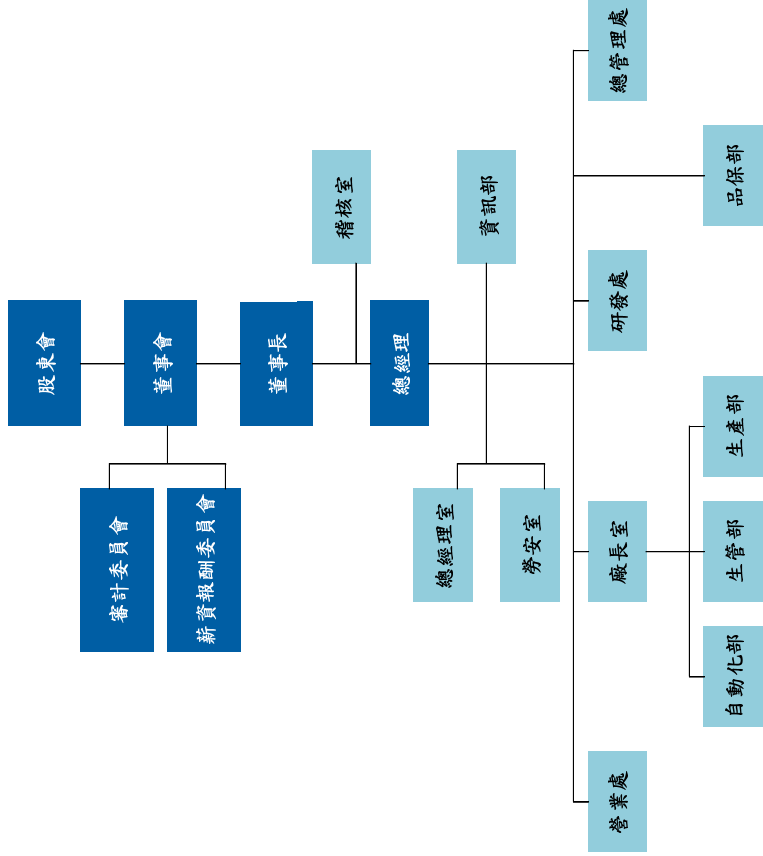 股東會
董事會
審計委員會
薪資報酬委員會
董事長
稽核室
總經理
總經理室
勞安室
資訊部
營業處
廠長室
自動化部
生管部
生產部
研發處
品保部
總管理處